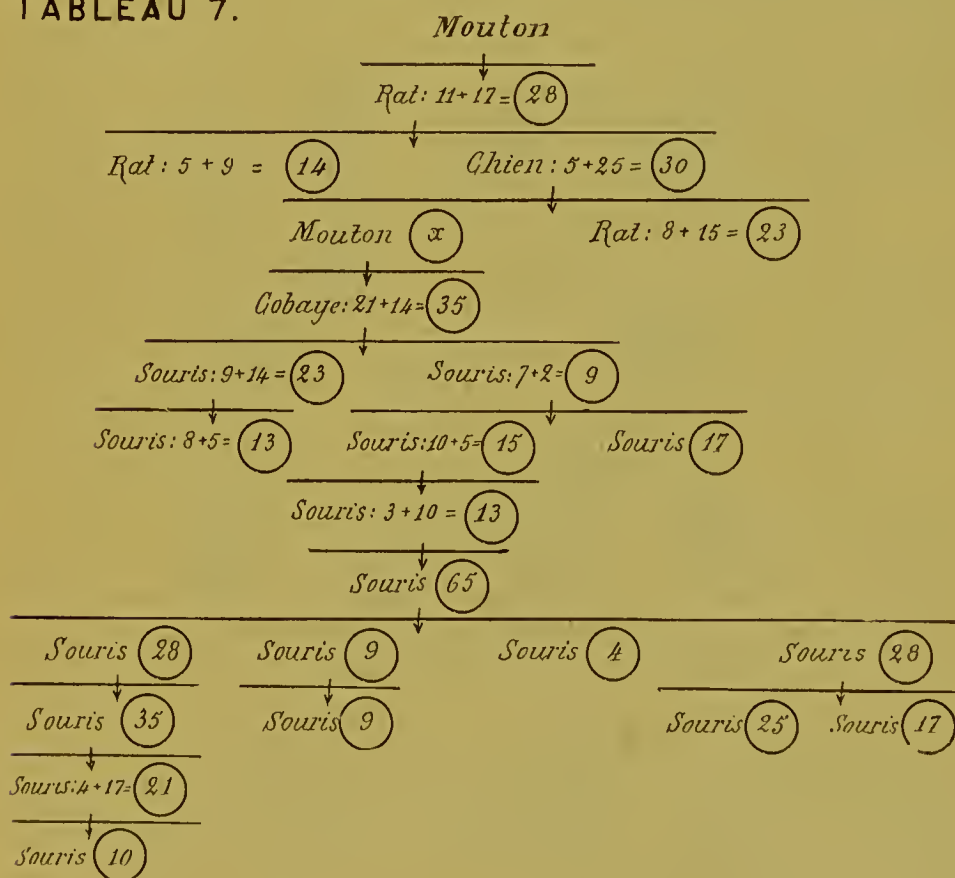 TABLEAU 7.
Mouton
Rat: 11+17=28
Rat: 5+9 = 14 Chien: 5+25= 30
Mouton x Rat: 8+15= 23
Cobaye: 21+14= 35
Souris: 9+14= 23 Souris: 7+2= 9
Souris: 8+5= 13 Souris: 10+5= 15 Souris 17
Souris: 3+10 = 13
Souris 65
Souris 28 Souris 9 Souris 4 Souris 28
Souris 35 Souris 9 Souris 25 Souris 17
Souris: 4+17= 21
Souris 10